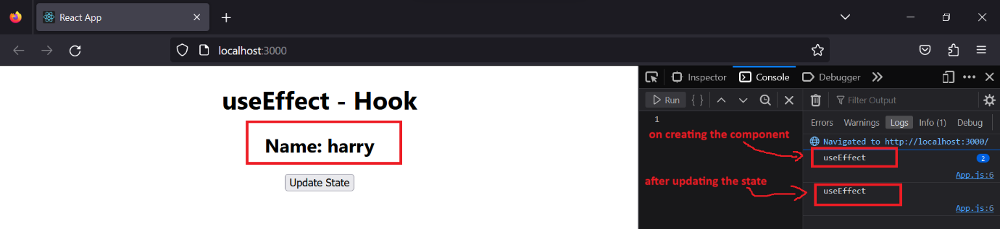 React App
localhost:3000
useEffect - Hook
Name: harry
Update State
Inspector Console Debugger
Run { }
Filter Output
Errors Warnings Logs Info (1) Debug
1
on creating the component
after updating the state
Navigated to http://localhost:3000/
useEffect 2
App.js:6
useEffect
App.js:6